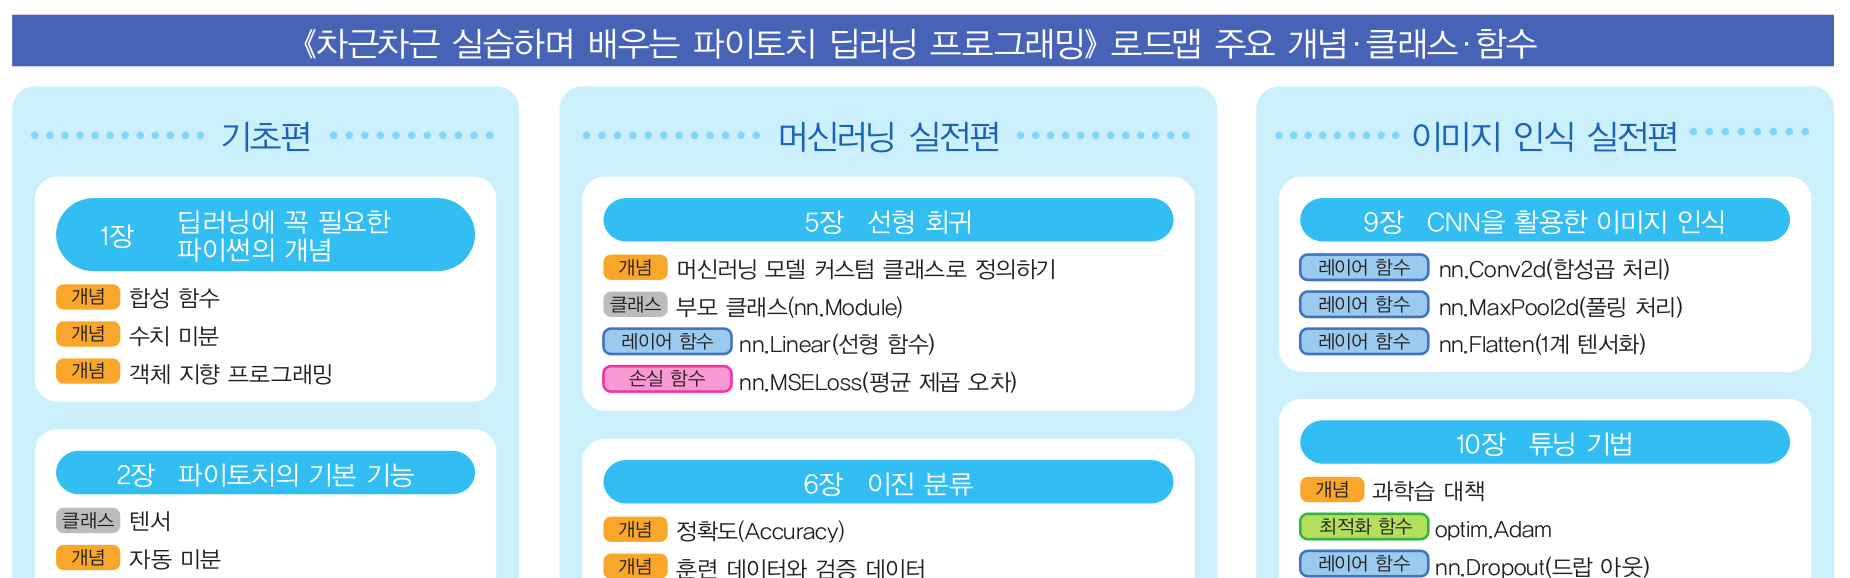 《차근차근 실습하며 배우는 파이토치 딥러닝 프로그래밍》 로드맵 주요 개념·클래스·함수
기초편
1장 딥러닝에 꼭 필요한
파이썬의 개념
개념 합성 함수
개념 수치 미분
개념 객체 지향 프로그래밍
2장 파이토치의 기본 기능
클래스 텐서
개념 자동 미분
머신러닝 실전편
5장 선형 회귀
개념 머신러닝 모델 커스텀 클래스로 정의하기
클래스 부모 클래스(nn.Module)
레이어 함수 nn.Linear(선형 함수)
손실 함수 nn.MSELoss(평균 제곱 오차)
6장 이진 분류
개념 정확도(Accuracy)
개념 훈련 데이터와 검증 데이터
이미지 인식 실전편
9장 CNN을 활용한 이미지 인식
레이어 함수 nn.Conv2d(합성곱 처리)
레이어 함수 nn.MaxPool2d(풀링 처리)
레이어 함수 nn.Flatten(1계 텐서화)
10장 튜닝 기법
개념 과학습 대책
최적화 함수 optim.Adam
레이어 함수 nn.Dropout(드랍 아웃)